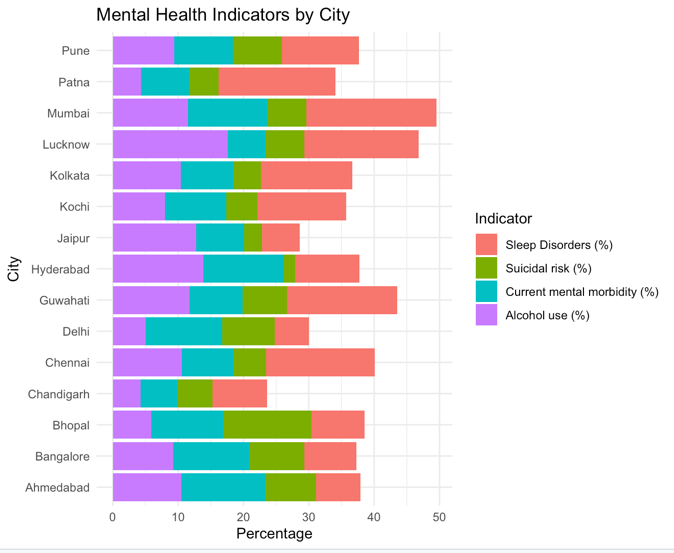 Mental Health Indicators by City
City
Pune
Patna
Mumbai
Lucknow
Kolkata
Kochi
Jaipur
Hyderabad
Guwahati
Delhi
Chennai
Chandigarh
Bhopal
Bangalore
Ahmedabad
0 10 20 30 40 50
Percentage
Indicator
Sleep Disorders (%)
Suicidal risk (%)
Current mental morbidity (%)
Alcohol use (%)